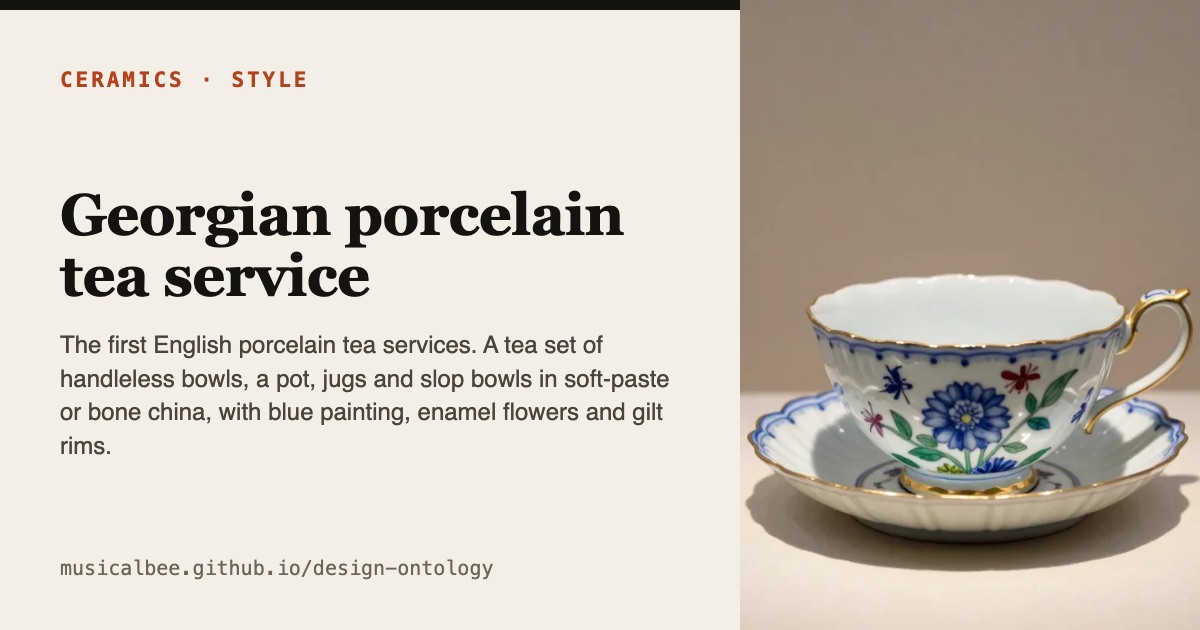 CERAMICS · STYLE
Georgian porcelain
tea service
The first English porcelain tea services. A tea set of
handleless bowls, a pot, jugs and slop bowls in soft-paste
or bone china, with blue painting, enamel flowers and gilt
rims.
musicalbee.github.io/design-ontology